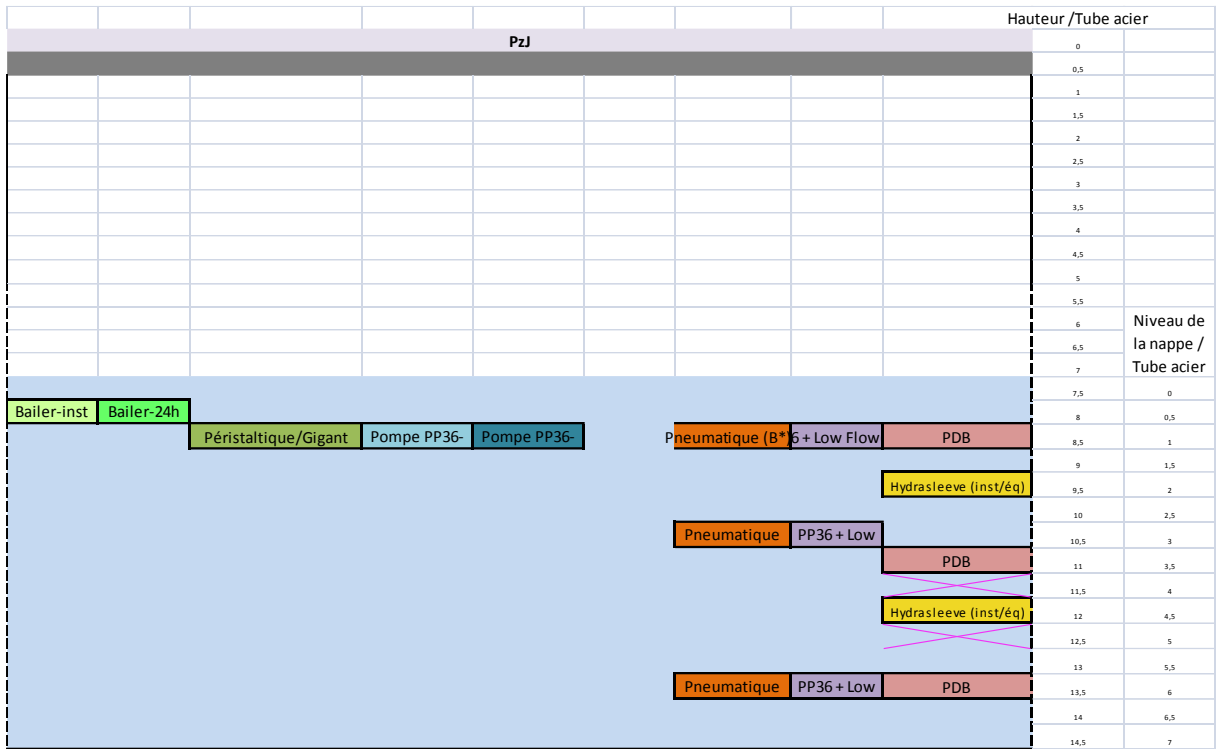 Hauteur /Tube acier
PzJ
0
0,5
1
1,5
2
2,5
3
3,5
4
4,5
5
5,5
6
6,5
7
Niveau de
la nappe /
Tube acier
7,5 0
Bailer-inst Bailer-24h 8 0,5
Péristaltique/Gigant Pompe PP36- Pompe PP36- Pneumatique (B*) 6 + Low Flow PDB 8,5 1
9 1,5
Hydrasleeve (inst/éq) 9,5 2
10 2,5
Pneumatique PP36 + Low 10,5 3
PDB 11 3,5
11,5 4
Hydrasleeve (inst/éq) 12 4,5
12,5 5
13 5,5
Pneumatique PP36 + Low PDB 13,5 6
14 6,5
14,5 7